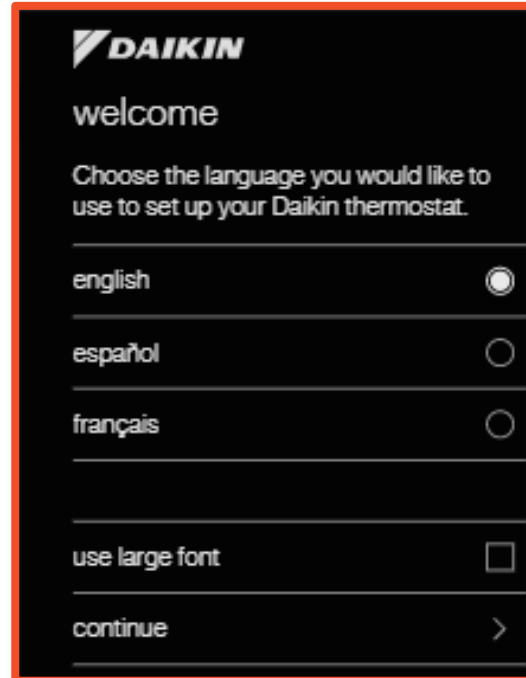 DAIKIN
welcome
Choose the language you would like to
use to set up your Daikin thermostat.
english
español
français
use large font
continue